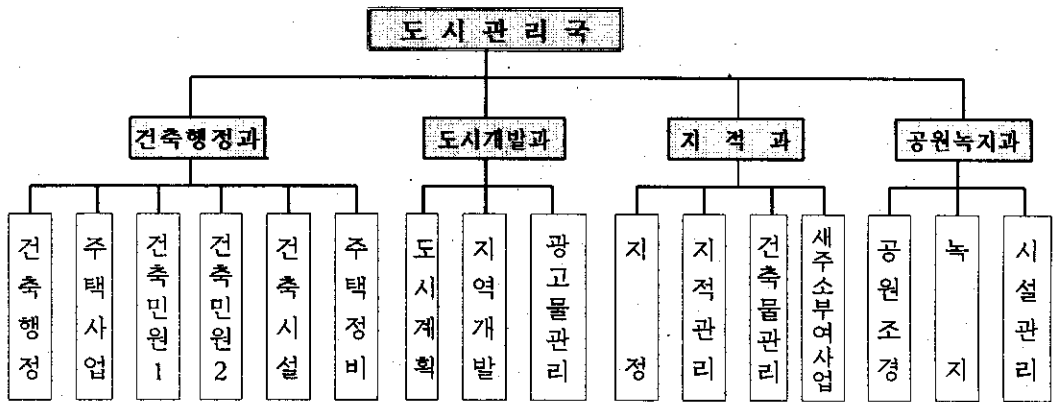 도 시 관 리 국
건축행정과
도시개발과
지 적 과
공원녹지과
건축행정
주택사업
건축민원1
건축민원2
건축시설
주택정비
도시계획
지역개발
광고물관리
지 정
지적관리
건축물관리
새주소부여사업
공원조경
녹 지
시설관리